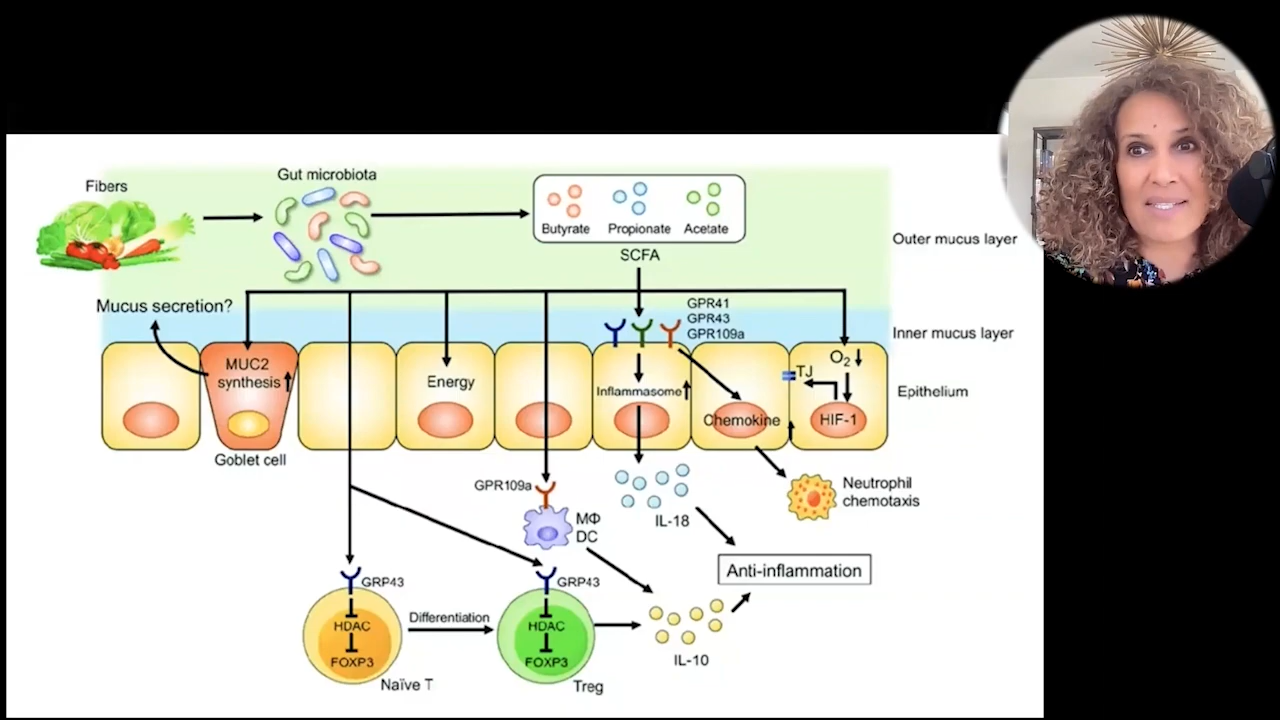 Fibers
Gut microbiota
Butyrate Propionate Acetate
SCFA
Outer mucus layer
Mucus secretion?
GPR41
GPR43
GPR109a
Inner mucus layer
MUC2
synthesis
Energy
Inflammasome
Chemokine
O2
TJ
HIF-1
Epithelium
Goblet cell
GPR109a
MΦ
DC
IL-18
Neutrophil
chemotaxis
Anti-inflammation
GRP43
HDAC
FOXP3
Naïve T
Differentiation
GRP43
HDAC
FOXP3
Treg
IL-10